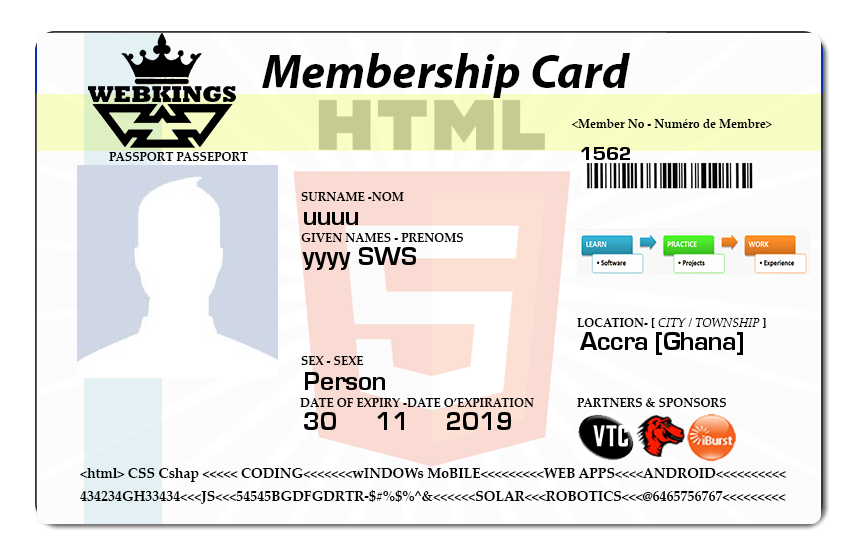 WEBKINGS
Membership Card
HTML
<Member No - Numéro de Membre>
1562
PASSPORT PASSEPORT
SURNAME -NOM
uuuu
GIVEN NAMES - PRENOMS
yyyy SWS
LEARN
• Software
PRACTICE
• Projects
WORK
• Experience
LOCATION- [ CITY / TOWNSHIP ]
Accra [Ghana]
SEX - SEXE
Person
DATE OF EXPIRY -DATE O'EXPIRATION
30 11 2019
PARTNERS & SPONSORS
VTC
iBurst
<html> CSS Cshap <<<<< CODING<<<<<<<wINDOWs MoBILE<<<<<<<<<WEB APPS<<<<ANDROID<<<<<<<<<<
434234GH33434<<<JS<<<54545BGDFGDRTR-$#%$%^&<<<<<<SOLAR<<<ROBOTICS<<<@6465756767<<<<<<<<<